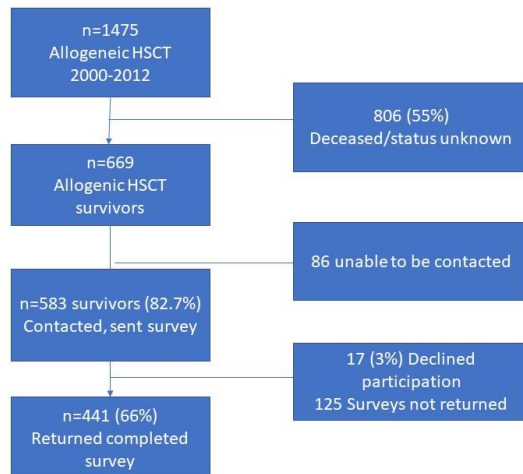 n=1475
Allogeneic HSCT
2000-2012
806 (55%)
Deceased/status unknown
n=669
Allogenic HSCT
survivors
86 unable to be contacted
n=583 survivors (82.7%)
Contacted, sent survey
17 (3%) Declined
participation
125 Surveys not returned
n=441 (66%)
Returned completed
survey